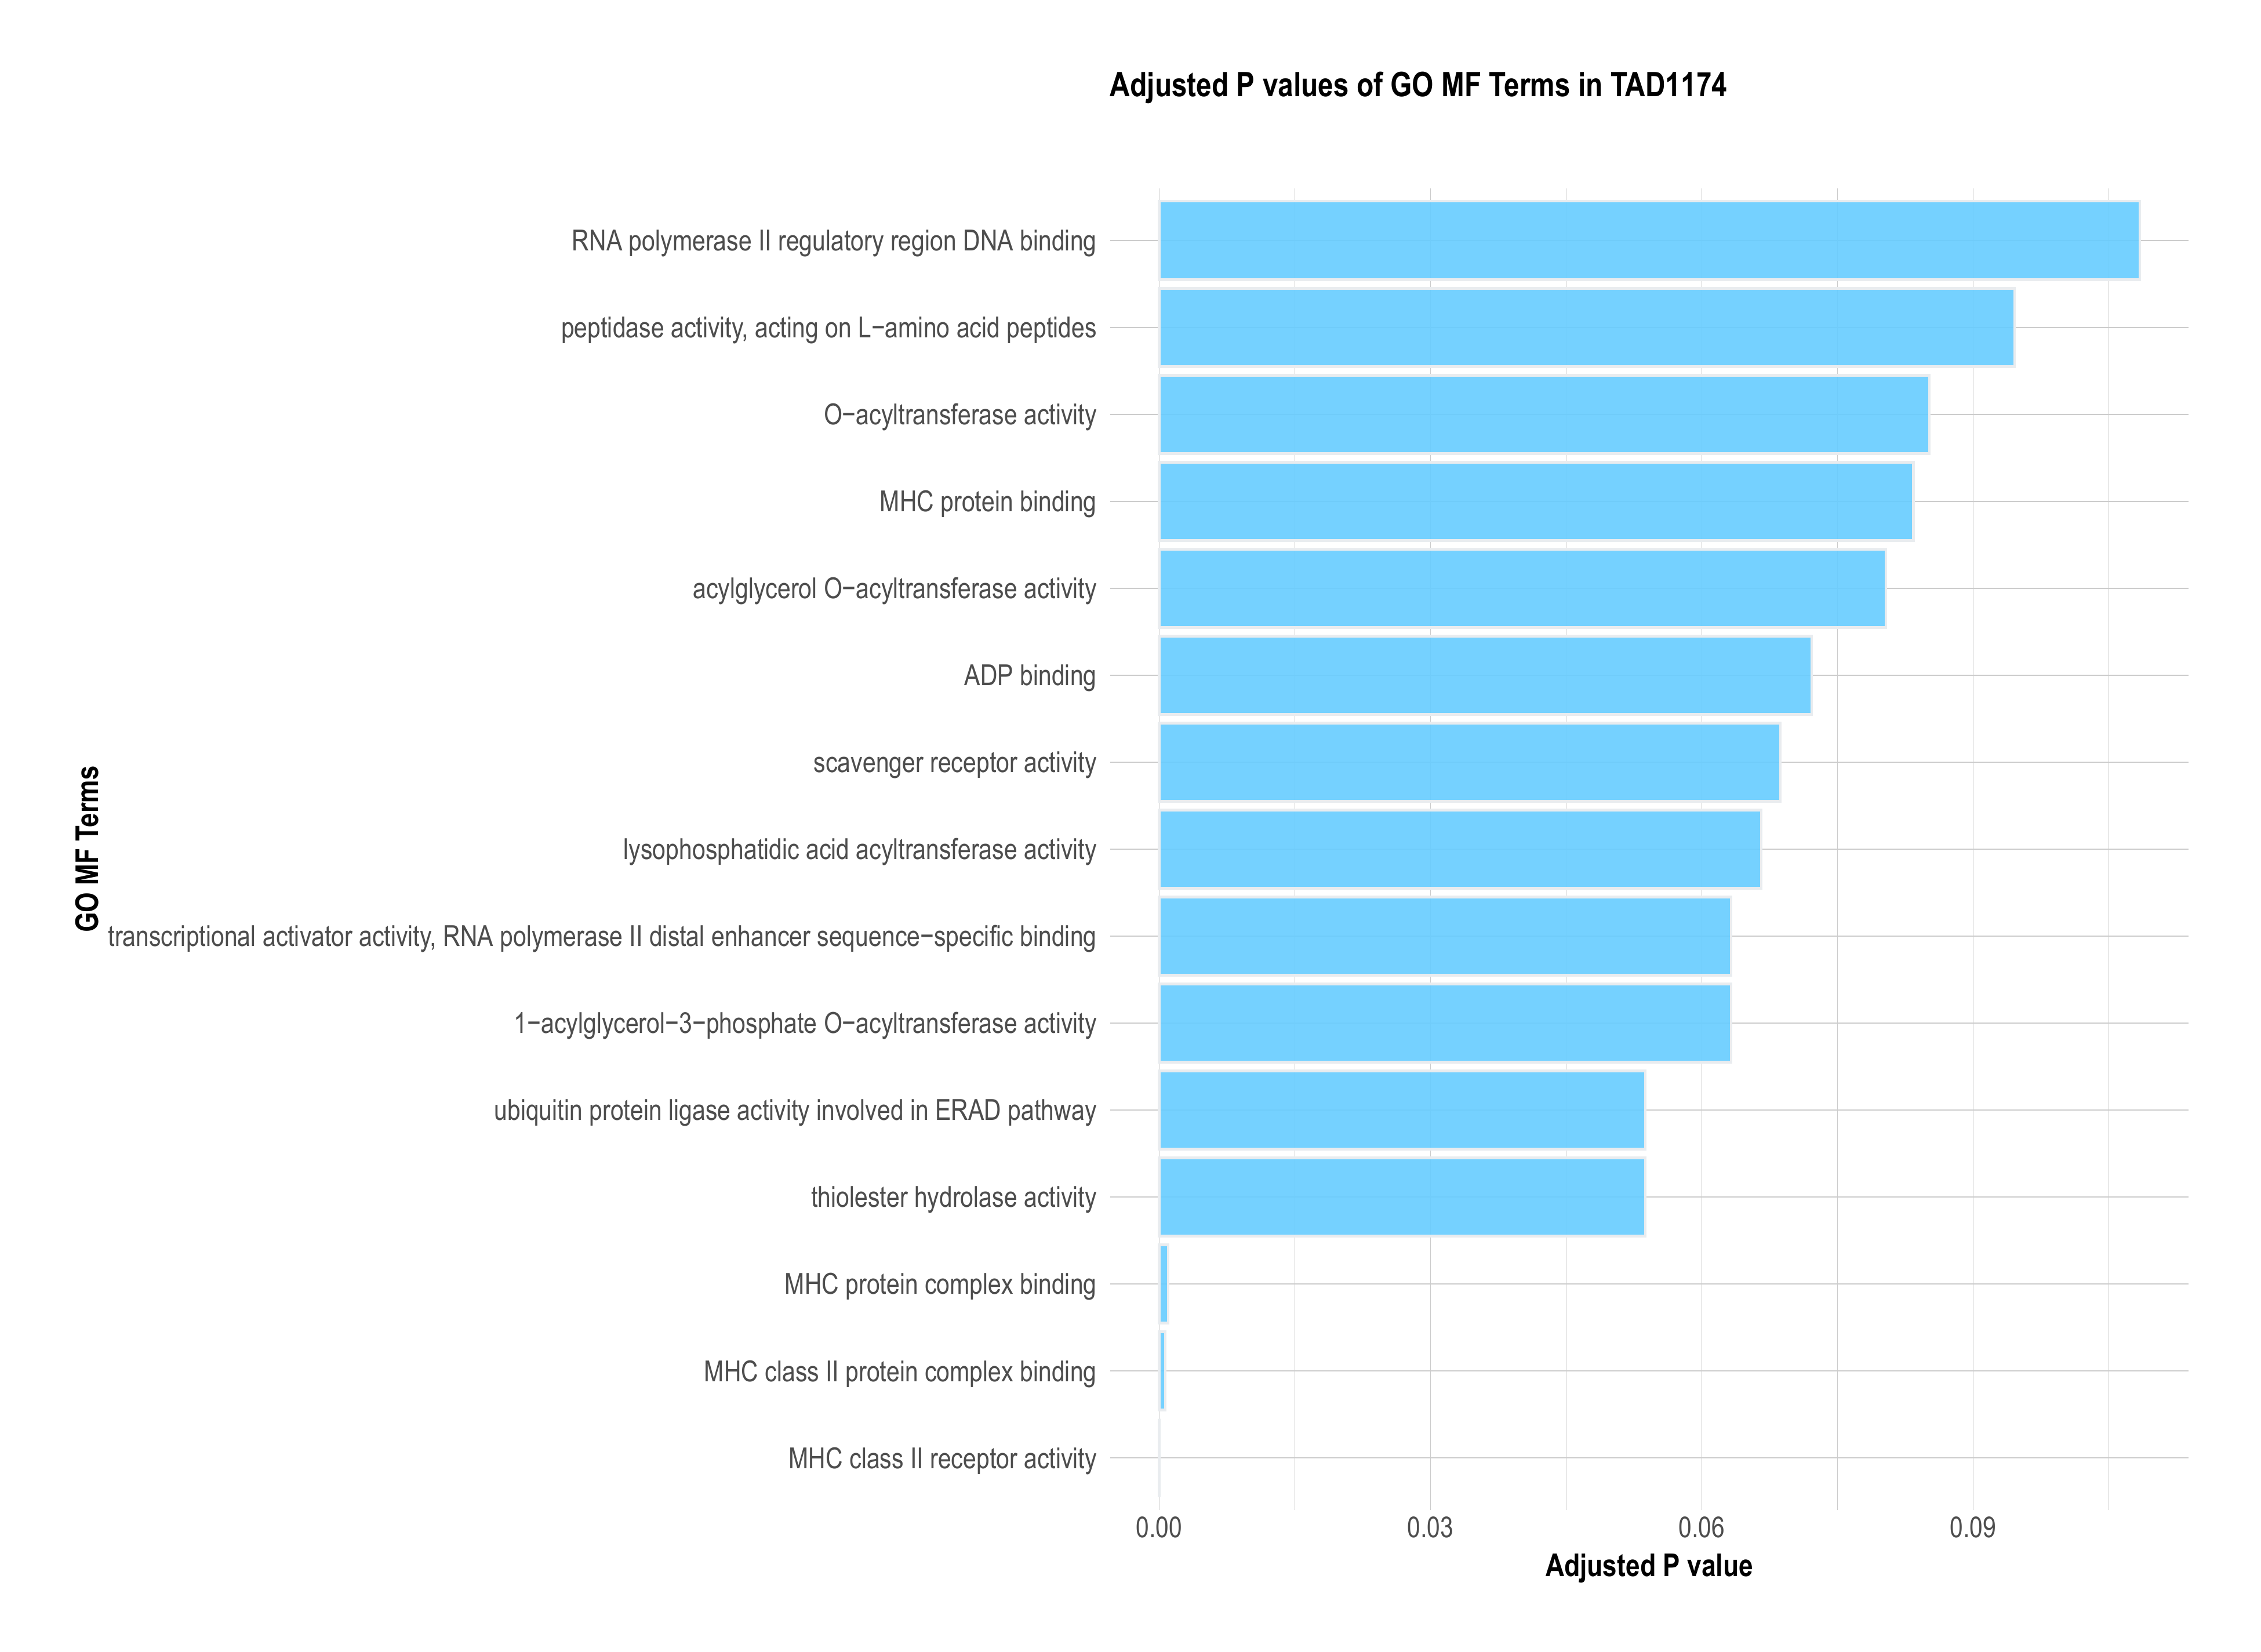 Adjusted P values of GO MF Terms in TAD1174
RNA polymerase II regulatory region DNA binding
peptidase activity, acting on L−amino acid peptides
O−acyltransferase activity
MHC protein binding
acylglycerol O−acyltransferase activity
ADP binding
scavenger receptor activity
lysophosphatidic acid acyltransferase activity
transcriptional activator activity, RNA polymerase II distal enhancer sequence−specific binding
1−acylglycerol−3−phosphate O−acyltransferase activity
ubiquitin protein ligase activity involved in ERAD pathway
thiolester hydrolase activity
MHC protein complex binding
MHC class II protein complex binding
MHC class II receptor activity
GO MF Terms
0.00 0.03 0.06 0.09
Adjusted P value